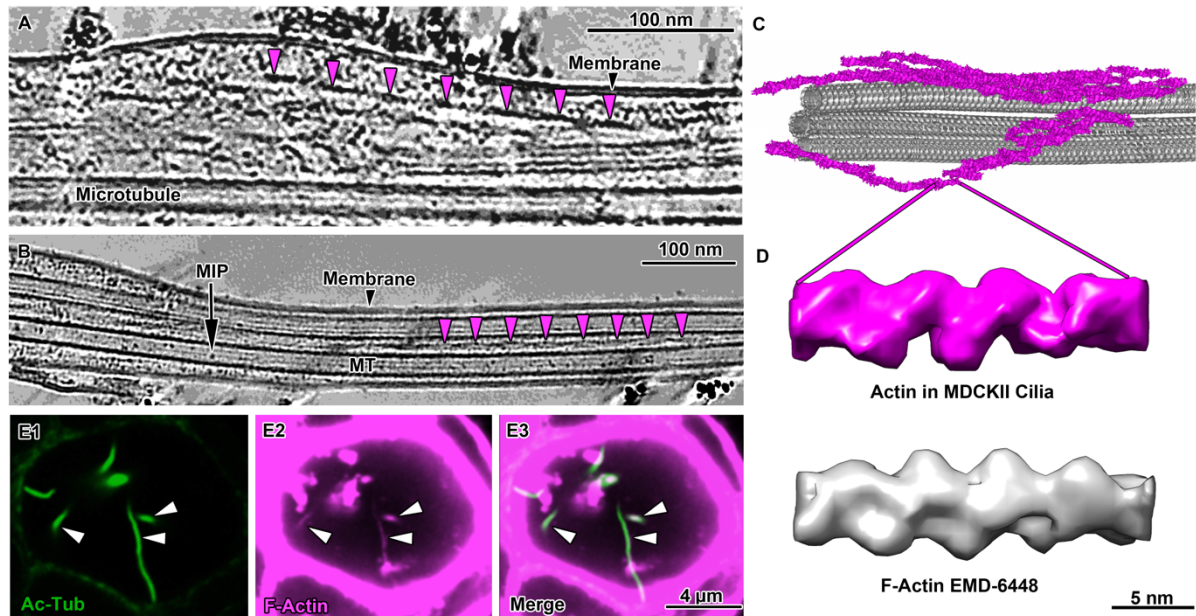 A
100 nm
Membrane
Microtubule
B
100 nm
MIP
Membrane
MT
C
D
Actin in MDCKII Cilia
F-Actin EMD-6448
5 nm
E1
Ac-Tub
E2
F-Actin
E3
Merge
4 µm